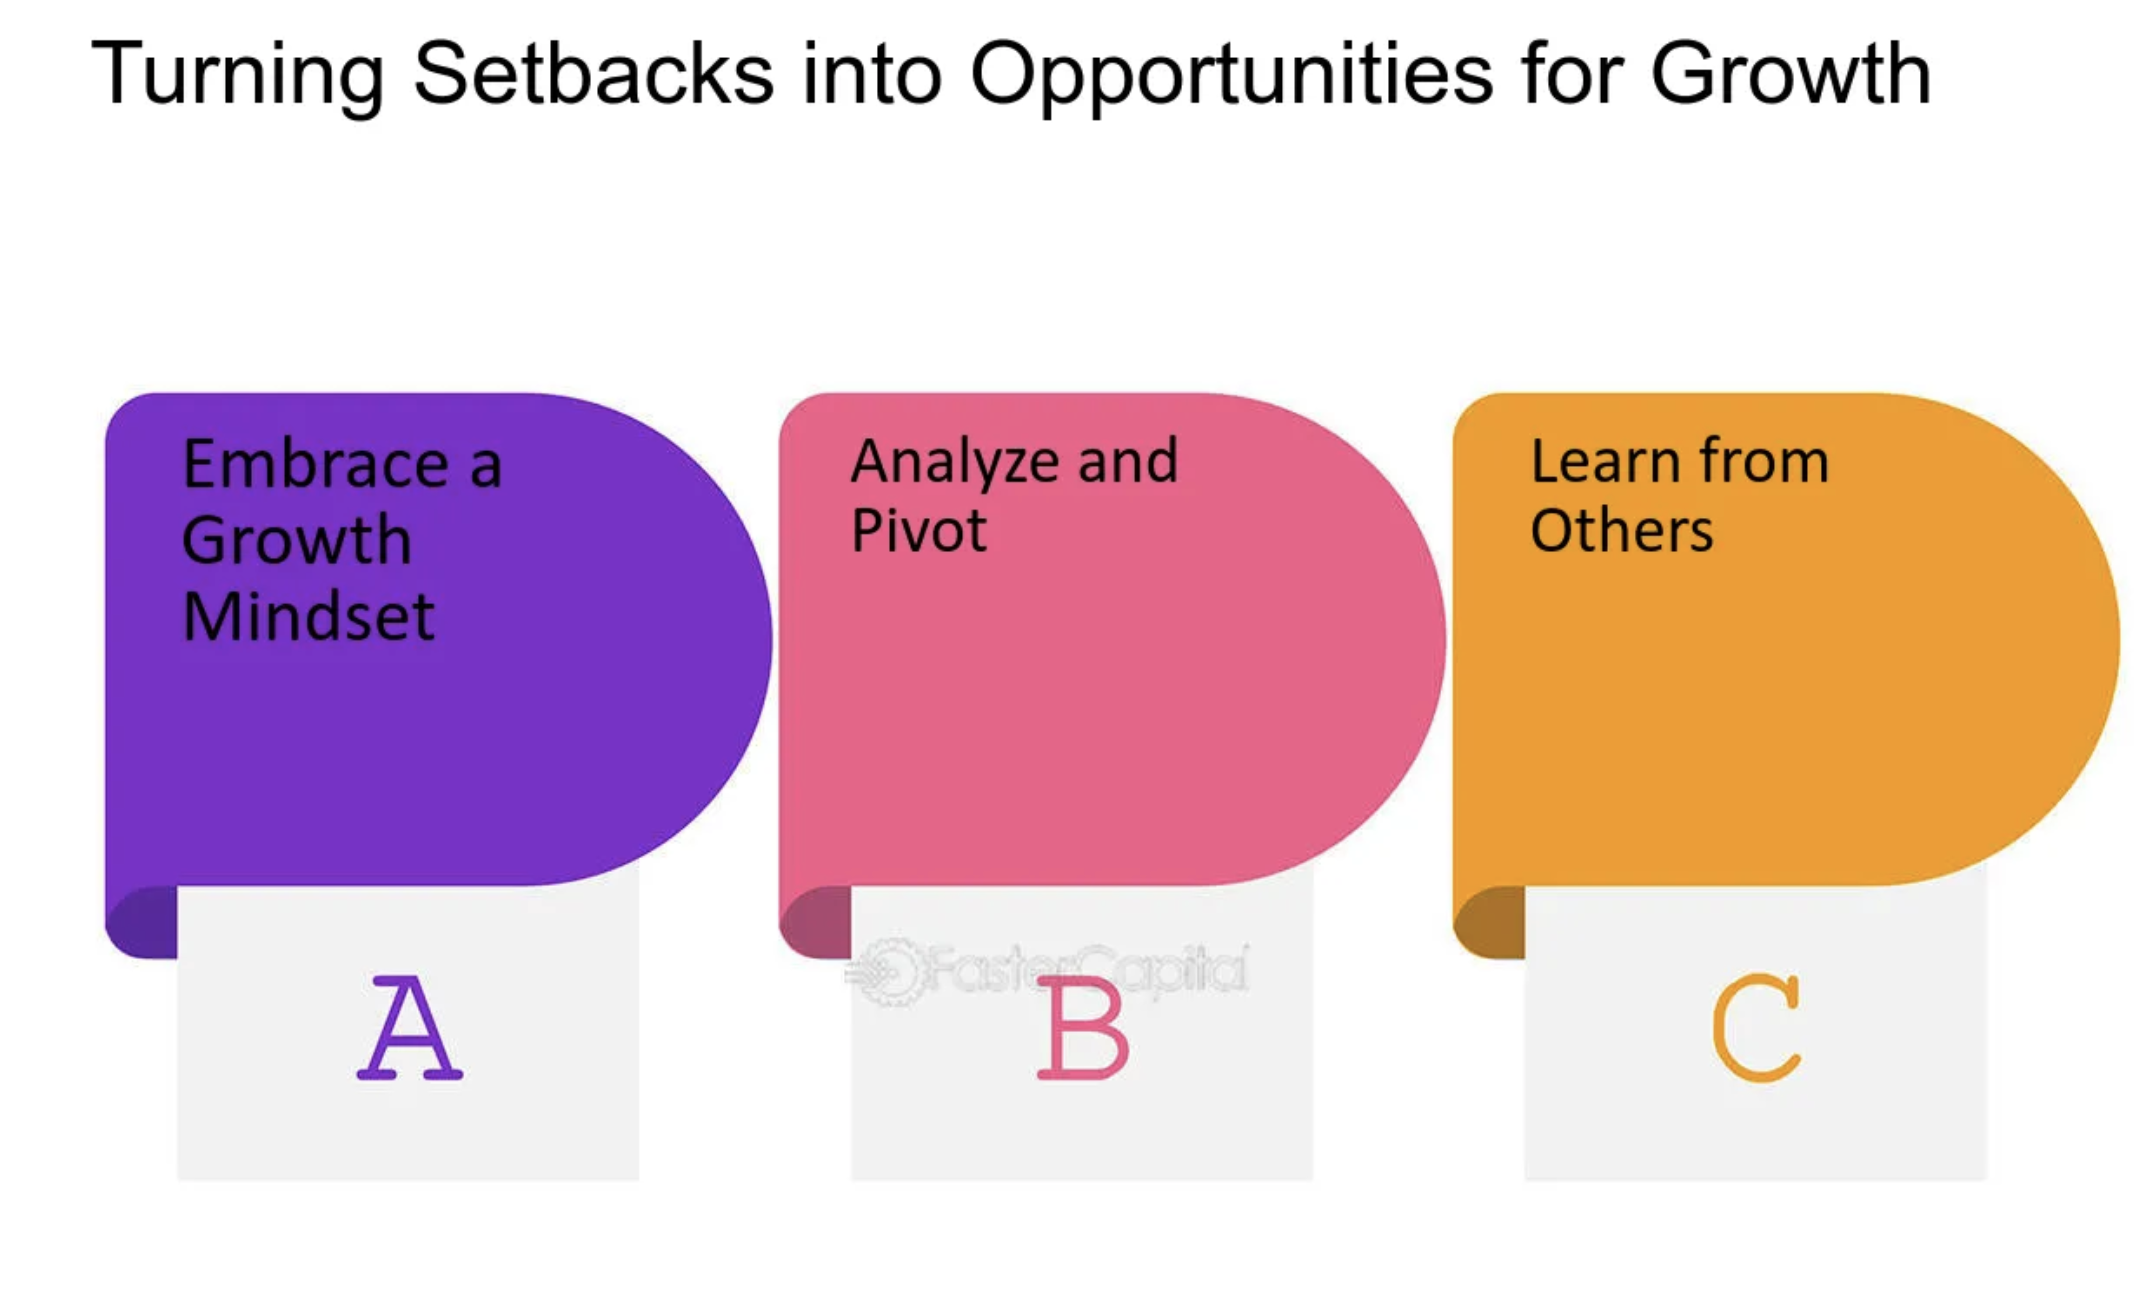 Turning Setbacks into Opportunities for Growth
Embrace a
Growth
Mindset
Analyze and
Pivot
Learn from
Others
FasterCapital
A
B
C